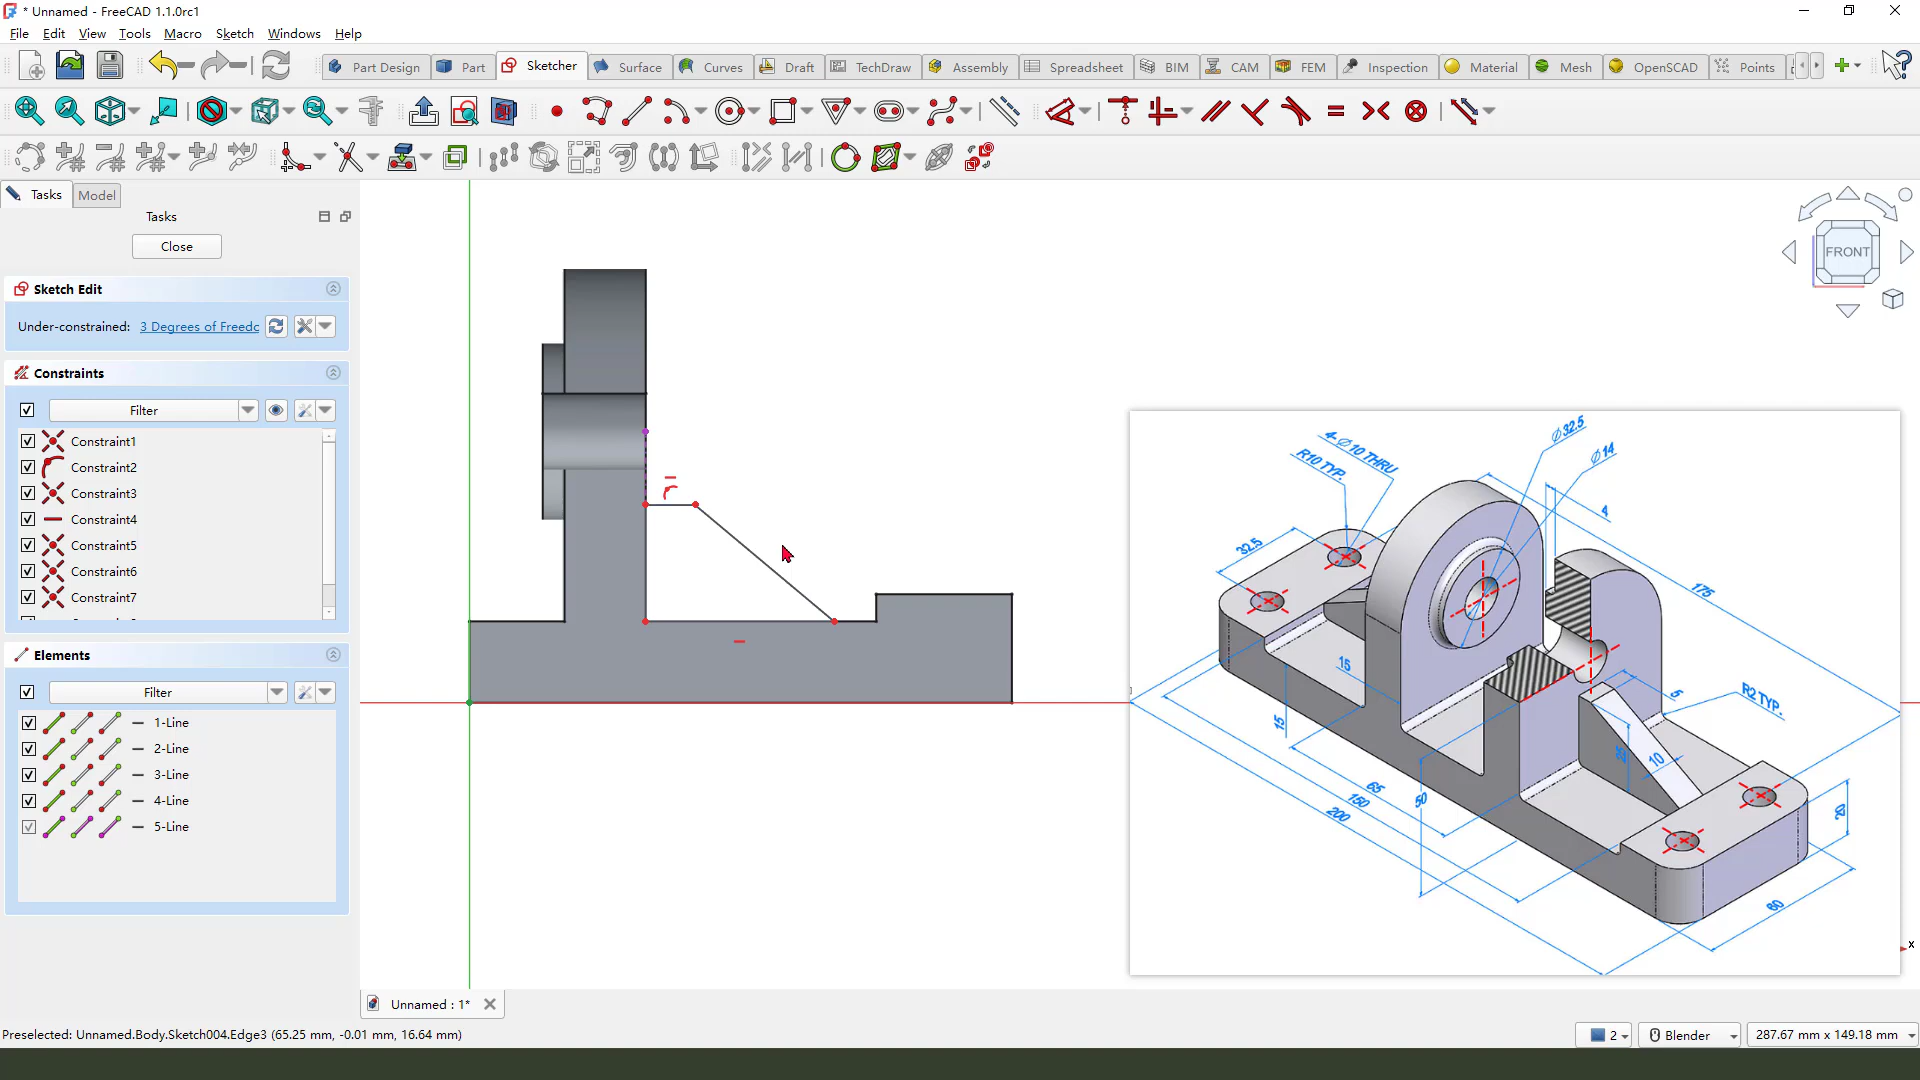 * Unnamed - FreeCAD 1.1.0rc1
File Edit View Tools Macro Sketch Windows Help
Part Design Part Sketcher Surface Curves Draft TechDraw Assembly Spreadsheet BIM CAM FEM Inspection Material Mesh OpenSCAD Points
Tasks Model
Tasks
Close
Sketch Edit
Under-constrained: 3 Degrees of Freedc
Constraints
Filter
Constraint1
Constraint2
Constraint3
Constraint4
Constraint5
Constraint6
Constraint7
Elements
Filter
1-Line
2-Line
3-Line
4-Line
5-Line
FRONT
4-Ø10 THRU
R10 TYP.
Ø32.5
Ø14
4
32.5
175
15
15
5
R2 TYP.
10
65
150
200
50
20
60
x
Unnamed : 1*
Preselected: Unnamed.Body.Sketch004.Edge3 (65.25 mm, -0.01 mm, 16.64 mm)
2
Blender
287.67 mm x 149.18 mm